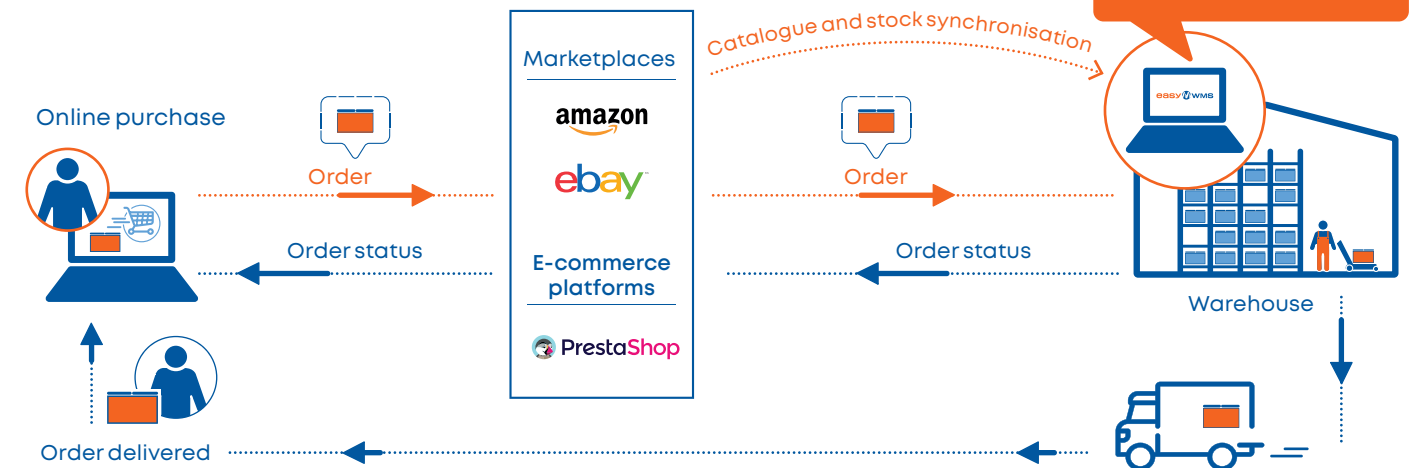 Catalogue and stock synchronisation
Marketplaces
easy WMS
amazon
Online purchase
ebay
Order
Order
Order status
Order status
E-commerce
platforms
Warehouse
PrestaShop
Order delivered